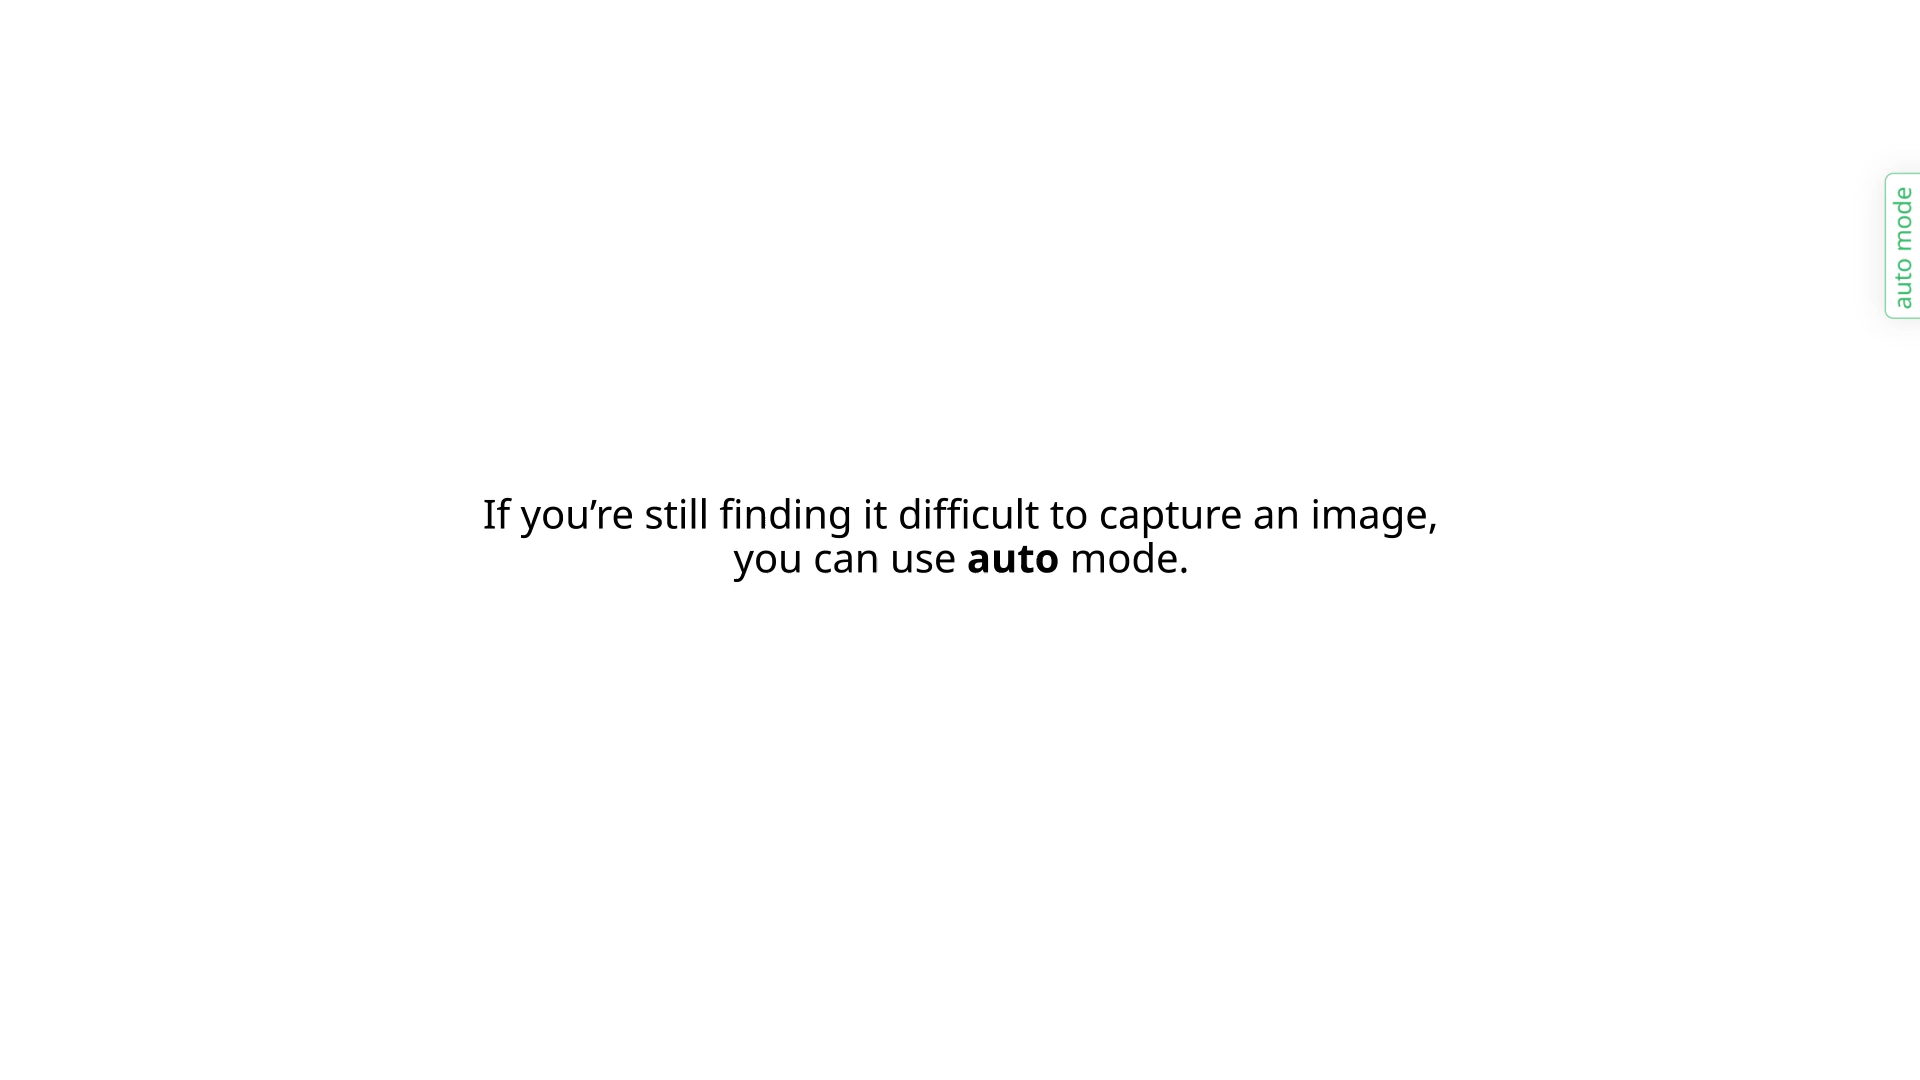 auto mode
If you’re still finding it difficult to capture an image,
you can use auto mode.